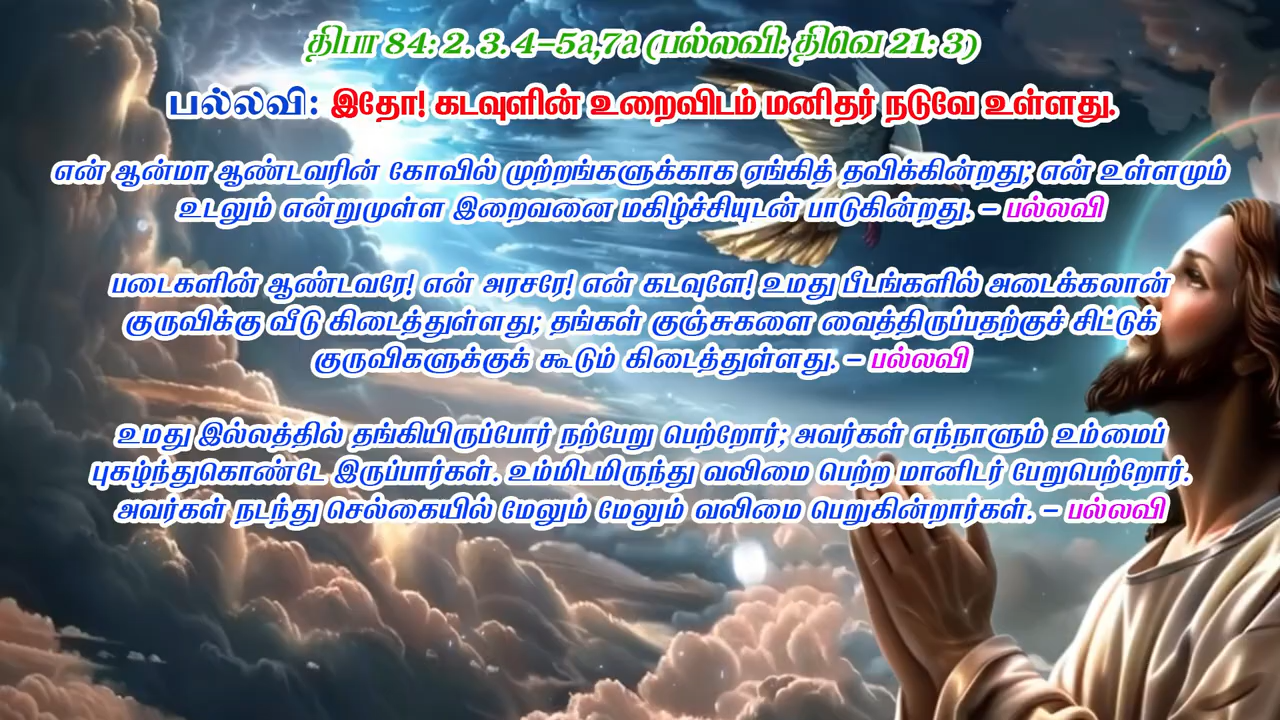 திபா 84: 2. 3. 4-5a,7a (பல்லவி: திவெ 21: 3)
பல்லவி: இதோ! கடவுளின் உறைவிடம் மனிதர் நடுவே உள்ளது.
என் ஆன்மா ஆண்டவரின் கோவில் முற்றங்களுக்காக ஏங்கித் தவிக்கின்றது; என் உள்ளமும்
உடலும் என்றுமுள்ள இறைவனை மகிழ்ச்சியுடன் பாடுகின்றது. – பல்லவி
படைகளின் ஆண்டவரே! என் அரசரே! என் கடவுளே! உமது பீடங்களில் அடைக்கலான்
குருவிக்கு வீடு கிடைத்துள்ளது; தங்கள் குஞ்சுகளை வைத்திருப்பதற்குச் சிட்டுக்
குருவிகளுக்குக் கூடும் கிடைத்துள்ளது. – பல்லவி
உமது இல்லத்தில் தங்கியிருப்போர் நற்பேறு பெற்றோர்; அவர்கள் எந்நாளும் உம்மைப்
புகழ்ந்துகொண்டே இருப்பார்கள். உம்மிடமிருந்து வலிமை பெற்ற மானிடர் பேறுபெற்றோர்.
அவர்கள் நடந்து செல்கையில் மேலும் மேலும் வலிமை பெறுகின்றார்கள். – பல்லவி